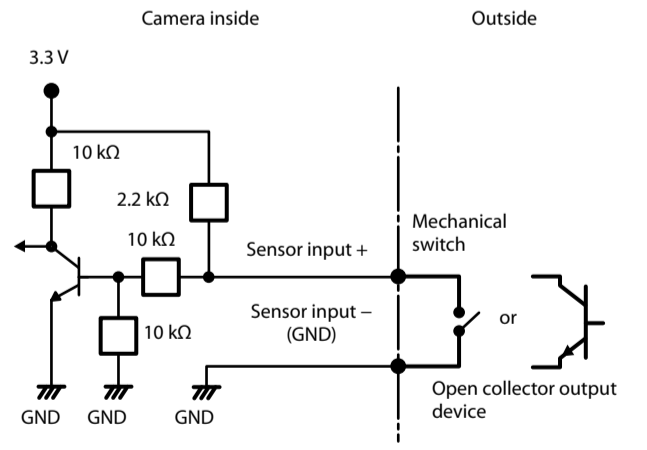 Camera inside
Outside
3.3 V
10 kΩ
2.2 kΩ
10 kΩ
Sensor input +
Mechanical
switch
Sensor input −
(GND)
or
10 kΩ
Open collector output
device
GND
GND
GND